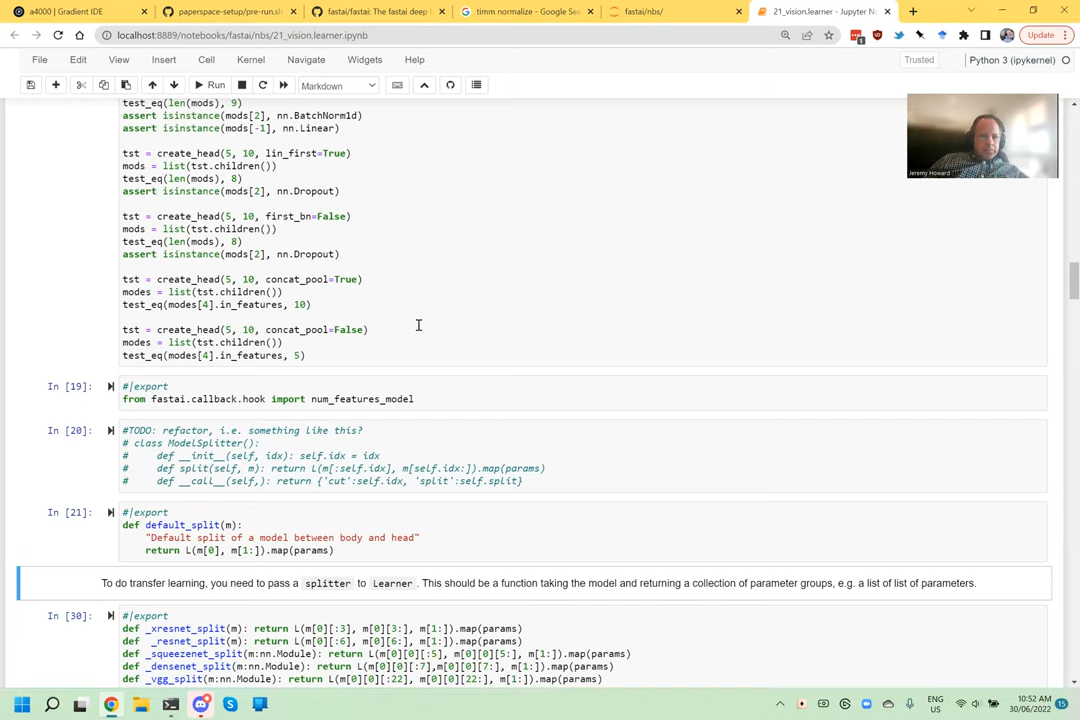 a4000 | Gradient IDE
paperspace-setup/pre-run.sh
fastai/fastai: The fastai deep l
timm normalize - Google Sea
fastai/nbs/
21_vision.learner - Jupyter No
localhost:8889/notebooks/fastai/nbs/21_vision.learner.ipynb
Update
File Edit View Insert Cell Kernel Navigate Widgets Help
Trusted
Python 3 (ipykernel)
Run
Markdown
test_eq(len(mods), 9)
assert isinstance(mods[2], nn.BatchNorm1d)
assert isinstance(mods[-1], nn.Linear)
tst = create_head(5, 10, lin_first=True)
mods = list(tst.children())
test_eq(len(mods), 8)
assert isinstance(mods[2], nn.Dropout)
tst = create_head(5, 10, first_bn=False)
mods = list(tst.children())
test_eq(len(mods), 8)
assert isinstance(mods[2], nn.Dropout)
tst = create_head(5, 10, concat_pool=True)
modes = list(tst.children())
test_eq(modes[4].in_features, 10)
tst = create_head(5, 10, concat_pool=False)
modes = list(tst.children())
test_eq(modes[4].in_features, 5)
Jeremy Howard
In [19]:
#|export
from fastai.callback.hook import num_features_model
In [20]:
#TODO: refactor, i.e. something like this?
# class ModelSplitter():
#     def __init__(self, idx): self.idx = idx
#     def split(self, m): return L(m[:self.idx], m[self.idx:]).map(params)
#     def __call__(self,): return {'cut':self.idx, 'split':self.split}
In [21]:
#|export
def default_split(m):
"Default split of a model between body and head"
return L(m[0], m[1:]).map(params)
To do transfer learning, you need to pass a splitter to Learner. This should be a function taking the model and returning a collection of parameter groups, e.g. a list of list of parameters.
In [30]:
#|export
def _xresnet_split(m): return L(m[0][:3], m[0][3:], m[1:]).map(params)
def _resnet_split(m): return L(m[0][:6], m[0][6:], m[1:]).map(params)
def _squeezenet_split(m:nn.Module): return L(m[0][0][:5], m[0][0][5:], m[1:]).map(params)
def _densenet_split(m:nn.Module): return L(m[0][0][:7],m[0][0][7:], m[1:]).map(params)
def _vgg_split(m:nn.Module): return L(m[0][0][:22], m[0][0][22:], m[1:]).map(params)
ENG
US
10:52 AM
30/06/2022
15